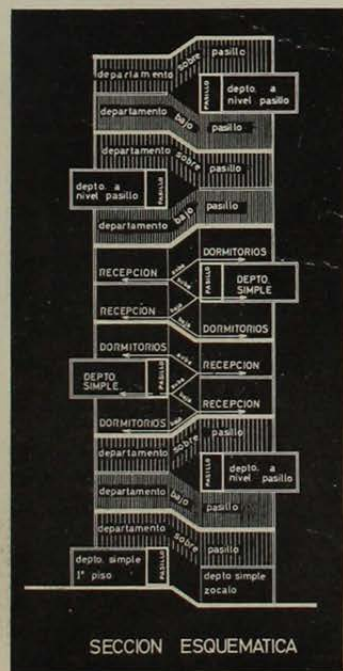 departamento sobre pasillo
PASILLO depto. a nivel pasillo
departamento bajo pasillo
departamento sobre pasillo
depto. a nivel pasillo PASILLO
departamento bajo pasillo
DORMITORIOS
RECEPCION sube
PASILLO DEPTO SIMPLE
RECEPCION baja
baja DORMITORIOS
DORMITORIOS sube
RECEPCION
DEPTO SIMPLE. PASILLO
sube
baja RECEPCION
DORMITORIOS baja
departamento sobre pasillo
PASILLO depto. a nivel pasillo
departamento bajo pasillo
departamento sobre pasillo
depto. simple 1° piso PASILLO
depto simple zocalo
SECCION ESQUEMATICA